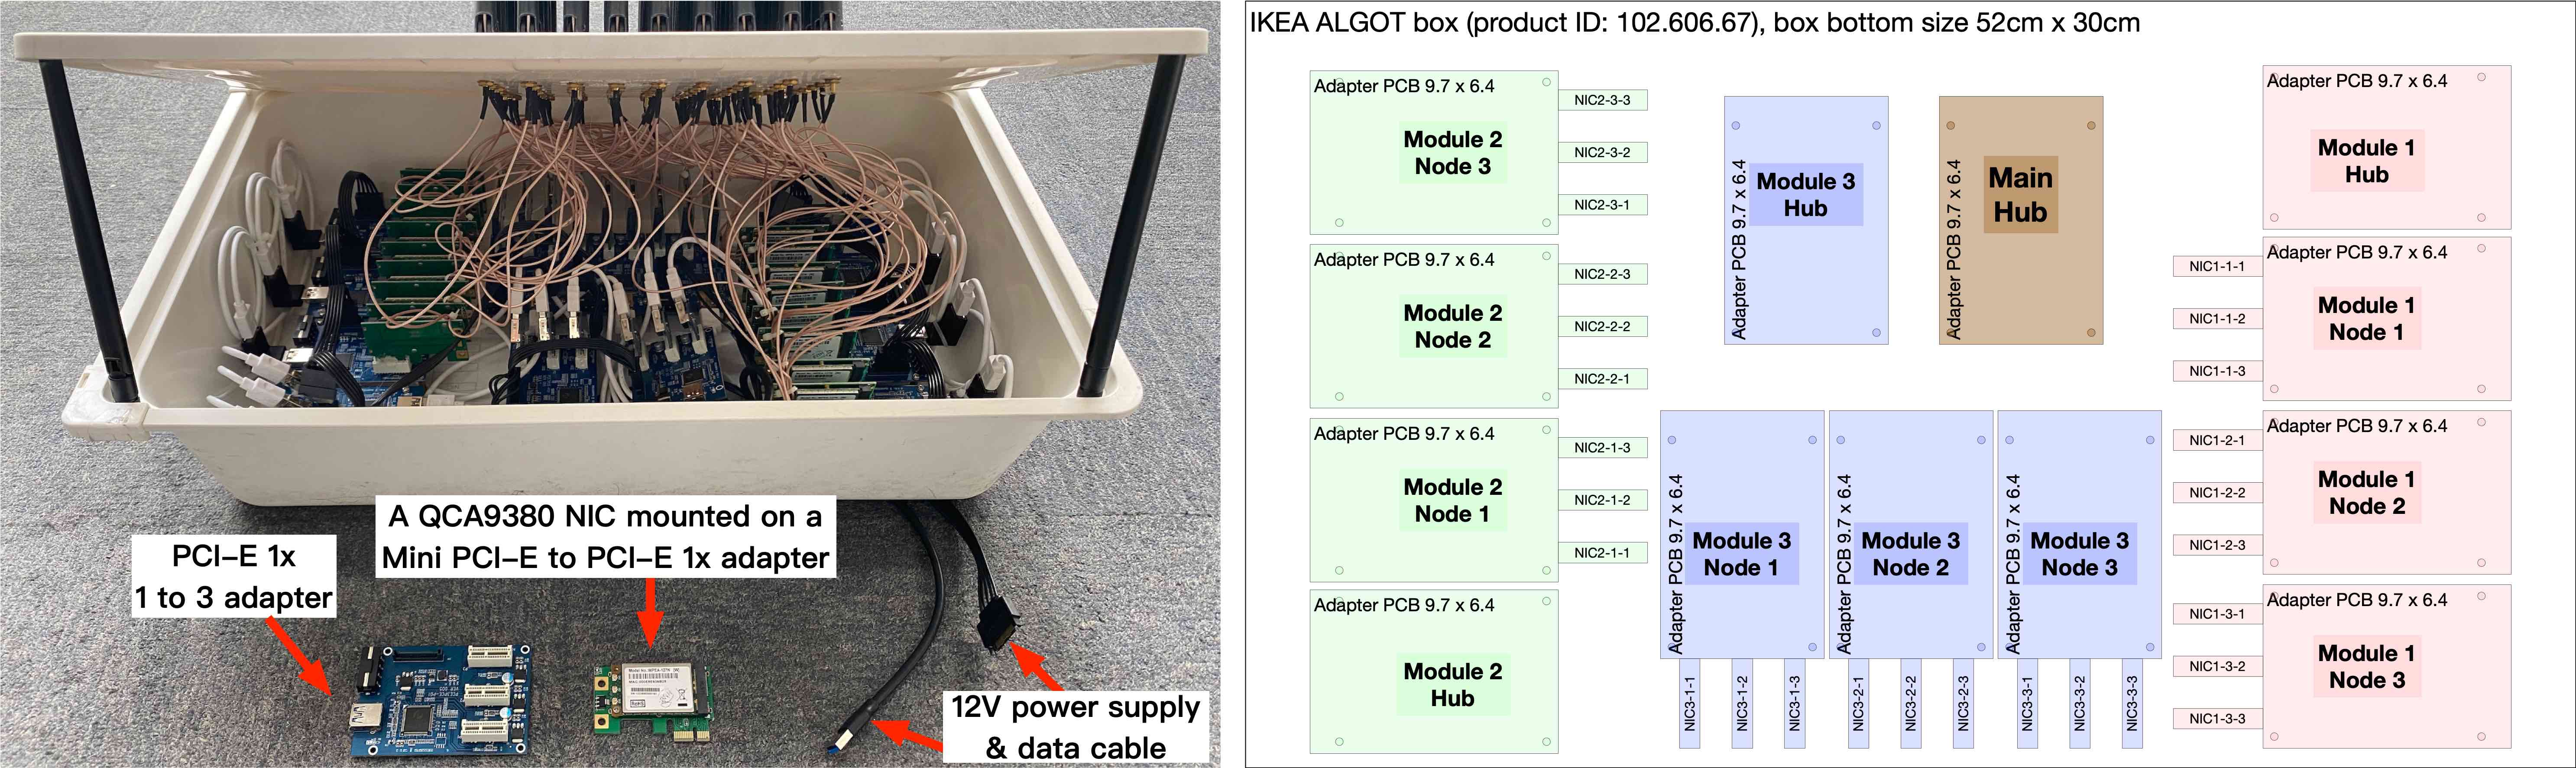 PCI-E 1x
1 to 3 adapter
A QCA9380 NIC mounted on a
Mini PCI-E to PCI-E 1x adapter
12V power supply
& data cable
IKEA ALGOT box (product ID: 102.606.67), box bottom size 52cm x 30cm
Adapter PCB 9.7 x 6.4
Module 2
Node 3
NIC2-3-3
NIC2-3-2
NIC2-3-1
Adapter PCB 9.7 x 6.4
Module 2
Node 2
NIC2-2-3
NIC2-2-2
NIC2-2-1
Adapter PCB 9.7 x 6.4
Module 2
Node 1
NIC2-1-3
NIC2-1-2
NIC2-1-1
Adapter PCB 9.7 x 6.4
Module 2
Hub
Adapter PCB 9.7 x 6.4
Module 3
Hub
Adapter PCB 9.7 x 6.4
Main
Hub
Adapter PCB 9.7 x 6.4
Module 3
Node 1
NIC3-1-1
NIC3-1-2
NIC3-1-3
Adapter PCB 9.7 x 6.4
Module 3
Node 2
NIC3-2-1
NIC3-2-2
NIC3-2-3
Adapter PCB 9.7 x 6.4
Module 3
Node 3
NIC3-3-1
NIC3-3-2
NIC3-3-3
Adapter PCB 9.7 x 6.4
Module 1
Hub
Adapter PCB 9.7 x 6.4
Module 1
Node 1
NIC1-1-1
NIC1-1-2
NIC1-1-3
Adapter PCB 9.7 x 6.4
Module 1
Node 2
NIC1-2-1
NIC1-2-2
NIC1-2-3
Adapter PCB 9.7 x 6.4
Module 1
Node 3
NIC1-3-1
NIC1-3-2
NIC1-3-3